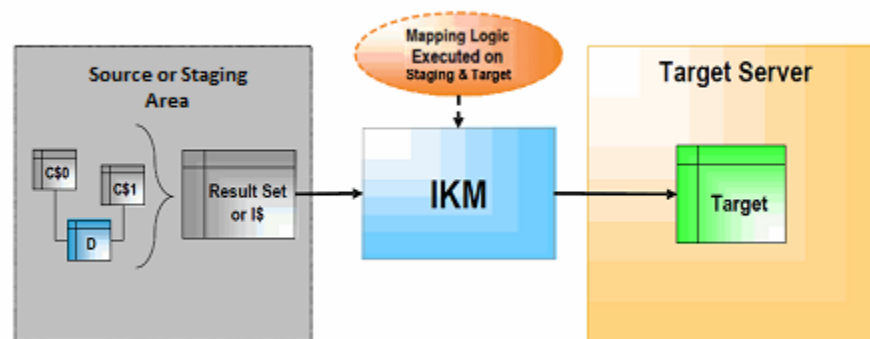 Source or Staging
Area
C$0
C$1
D
Result Set
or I$
Mapping Logic
Executed on
Staging & Target
IKM
Target Server
Target